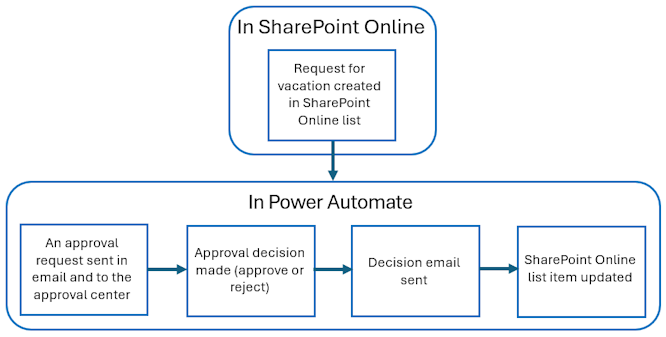 In SharePoint Online
Request for
vacation created
in SharePoint
Online list
In Power Automate
An approval
request sent in
email and to the
approval center
Approval decision
made (approve or
reject)
Decision email
sent
SharePoint Online
list item updated